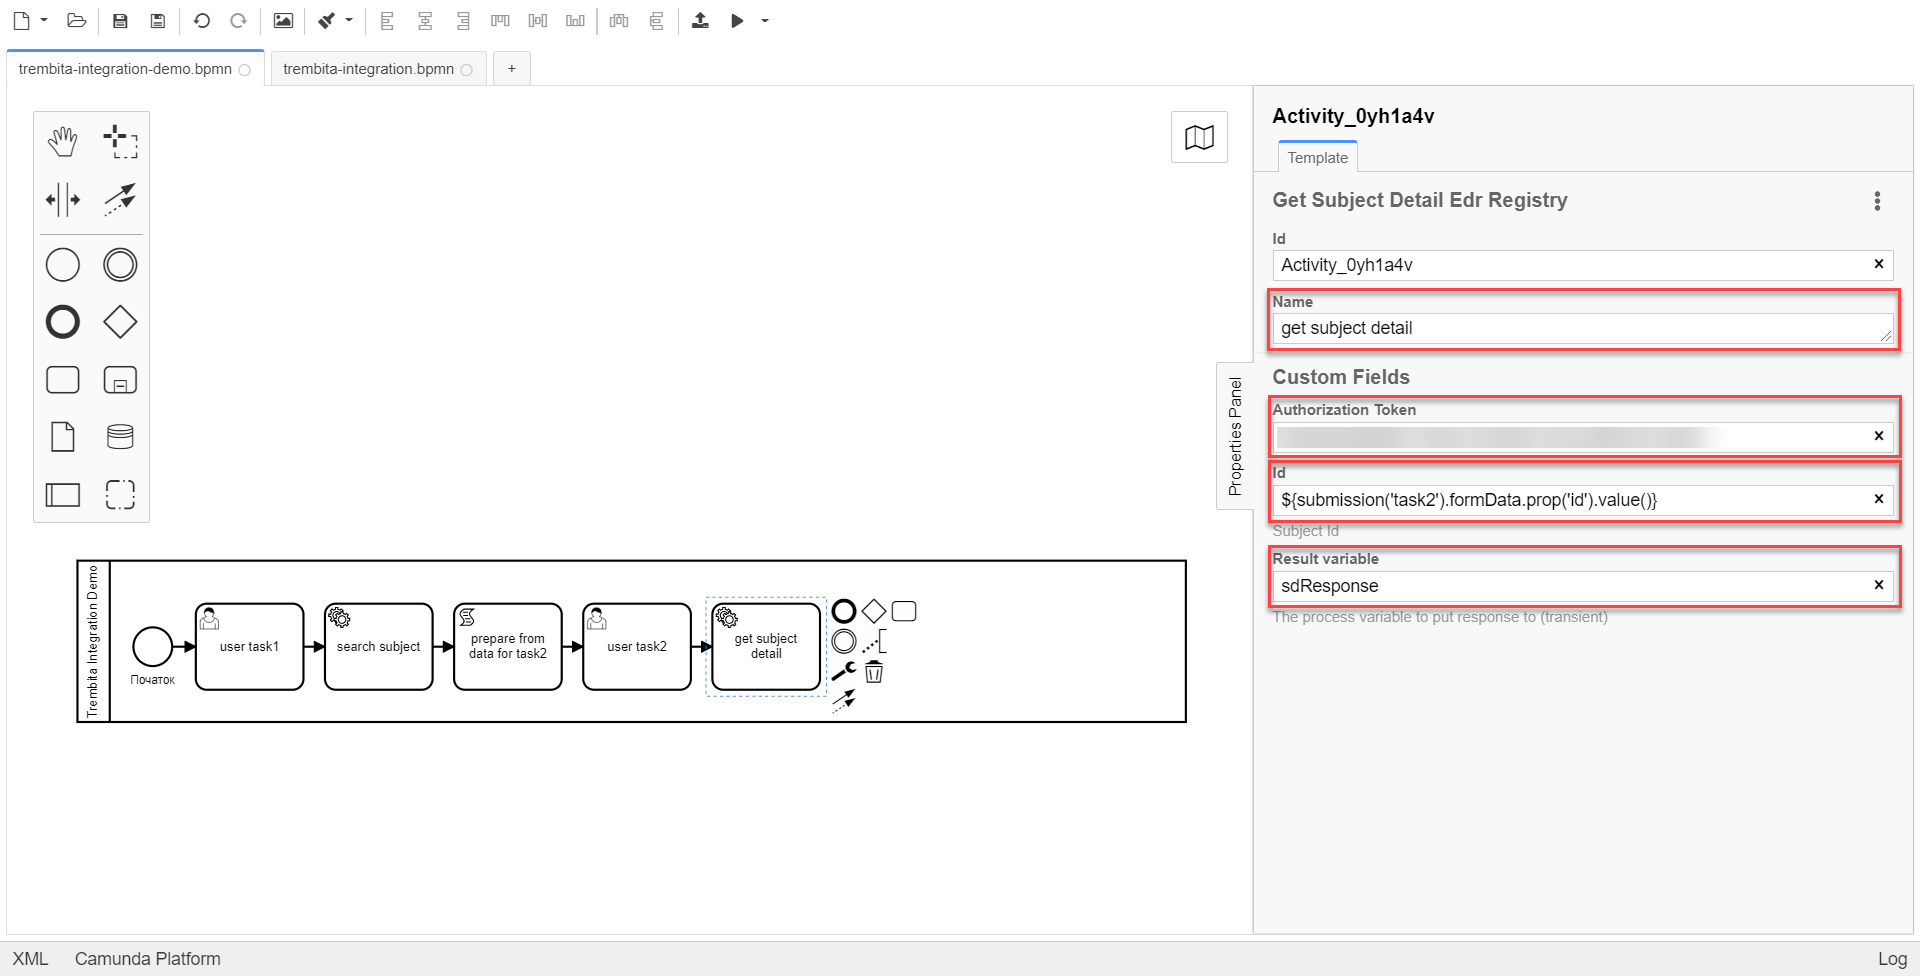 trembita-integration-demo.bpmn
trembita-integration.bpmn
+
Activity_0yh1a4v
Template
Get Subject Detail Edr Registry
Id
Activity_0yh1a4v
Name
get subject detail
Custom Fields
Authorization Token
Id
${submission('task2').formData.prop('id').value()}
Subject Id
Result variable
sdResponse
The process variable to put response to (transient)
Properties Panel
Trembita Integration Demo
Початок
user task1
search subject
prepare from
data for task2
user task2
get subject
detail
XML
Camunda Platform
Log